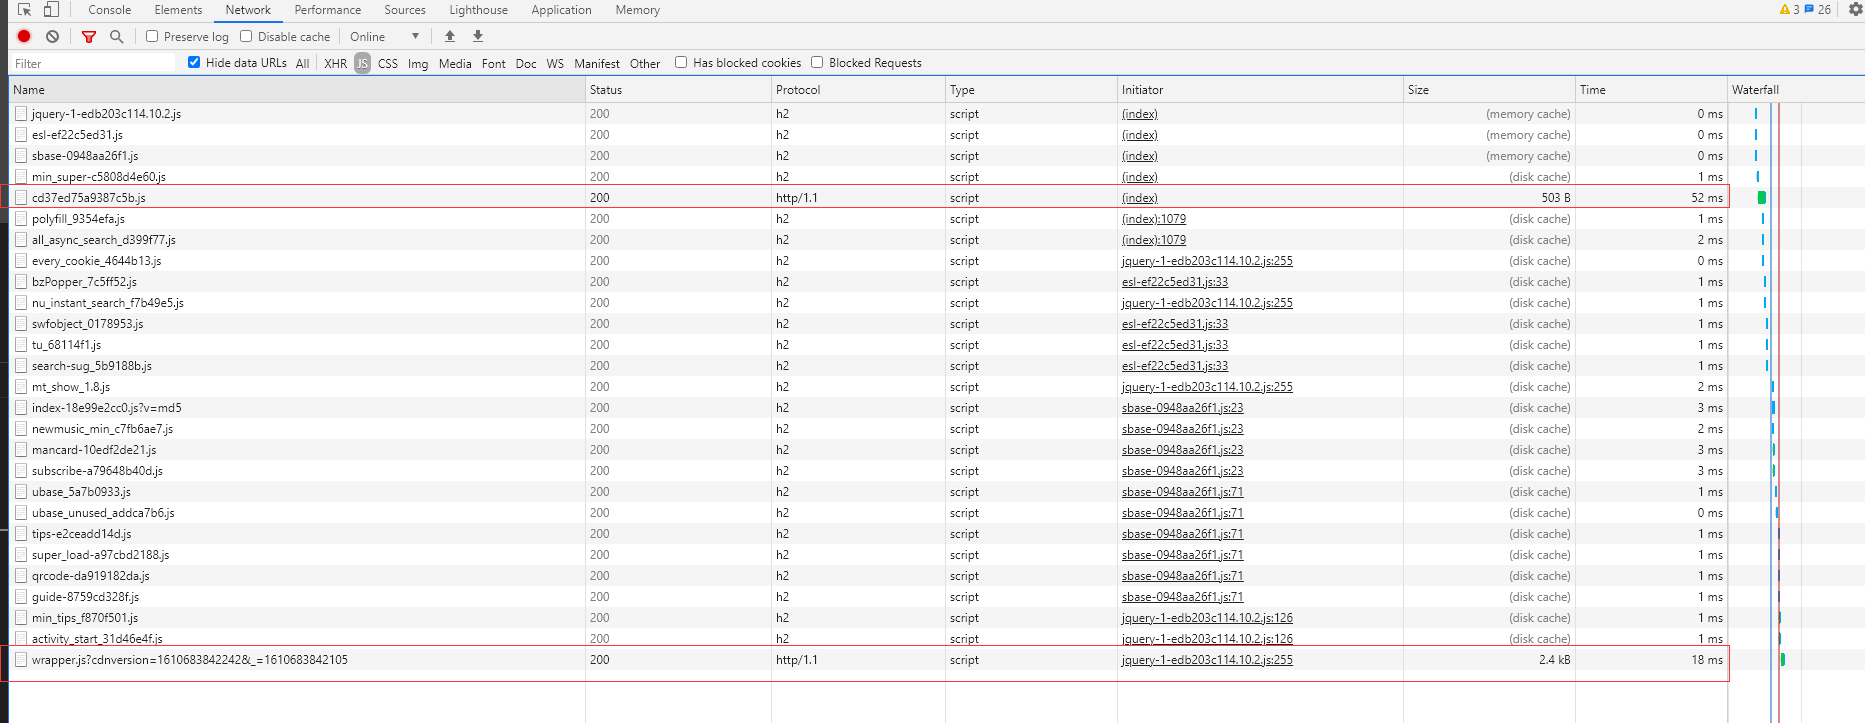 Console Elements Network Performance Sources Lighthouse Application Memory 3 26
Preserve log Disable cache Online
Filter Hide data URLs All XHR JS CSS Img Media Font Doc WS Manifest Other Has blocked cookies Blocked Requests
Name Status Protocol Type Initiator Size Time Waterfall
jquery-1-edb203c114.10.2.js 200 h2 script (index) (memory cache) 0 ms
esl-ef22c5ed31.js 200 h2 script (index) (memory cache) 0 ms
sbase-0948aa26f1.js 200 h2 script (index) (memory cache) 0 ms
min_super-c5808d4e60.js 200 h2 script (index) (disk cache) 1 ms
cd37ed75a9387c5b.js 200 http/1.1 script (index) 503 B 52 ms
polyfill_9354efa.js 200 h2 script (index):1079 (disk cache) 1 ms
all_async_search_d399f77.js 200 h2 script (index):1079 (disk cache) 2 ms
every_cookie_4644b13.js 200 h2 script jquery-1-edb203c114.10.2.js:255 (disk cache) 0 ms
bzPopper_7c5ff52.js 200 h2 script esl-ef22c5ed31.js:33 (disk cache) 1 ms
nu_instant_search_f7b49e5.js 200 h2 script jquery-1-edb203c114.10.2.js:255 (disk cache) 1 ms
swfobject_0178953.js 200 h2 script esl-ef22c5ed31.js:33 (disk cache) 1 ms
tu_68114f1.js 200 h2 script esl-ef22c5ed31.js:33 (disk cache) 1 ms
search-sug_5b9188b.js 200 h2 script esl-ef22c5ed31.js:33 (disk cache) 1 ms
mt_show_1.8.js 200 h2 script jquery-1-edb203c114.10.2.js:255 (disk cache) 2 ms
index-18e99e2cc0.js?v=md5 200 h2 script sbase-0948aa26f1.js:23 (disk cache) 3 ms
newmusic_min_c7fb6ae7.js 200 h2 script sbase-0948aa26f1.js:23 (disk cache) 2 ms
mancard-10edf2de21.js 200 h2 script sbase-0948aa26f1.js:23 (disk cache) 3 ms
subscribe-a79648b40d.js 200 h2 script sbase-0948aa26f1.js:23 (disk cache) 3 ms
ubase_5a7b0933.js 200 h2 script sbase-0948aa26f1.js:71 (disk cache) 1 ms
ubase_unused_addca7b6.js 200 h2 script sbase-0948aa26f1.js:71 (disk cache) 0 ms
tips-e2ceadd14d.js 200 h2 script sbase-0948aa26f1.js:71 (disk cache) 1 ms
super_load-a97cbd2188.js 200 h2 script sbase-0948aa26f1.js:71 (disk cache) 1 ms
qrcode-da919182da.js 200 h2 script sbase-0948aa26f1.js:71 (disk cache) 1 ms
guide-8759cd328f.js 200 h2 script sbase-0948aa26f1.js:71 (disk cache) 1 ms
min_tips_f870f501.js 200 h2 script jquery-1-edb203c114.10.2.js:126 (disk cache) 1 ms
activity_start_31d46e4f.js 200 h2 script jquery-1-edb203c114.10.2.js:126 (disk cache) 1 ms
wrapper.js?cdnversion=1610683842242&_=1610683842105 200 http/1.1 script jquery-1-edb203c114.10.2.js:255 2.4 kB 18 ms